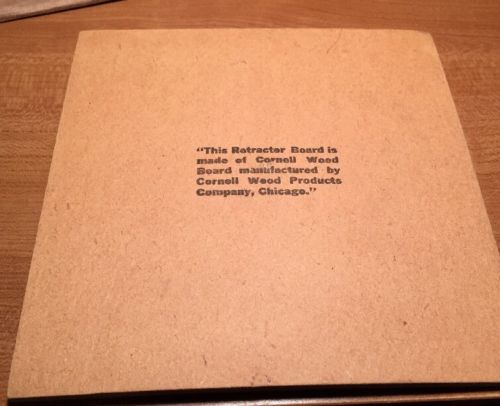 “This Retractor Board is
made of Cornell Wood
Board manufactured by
Cornell Wood Products
Company, Chicago.”